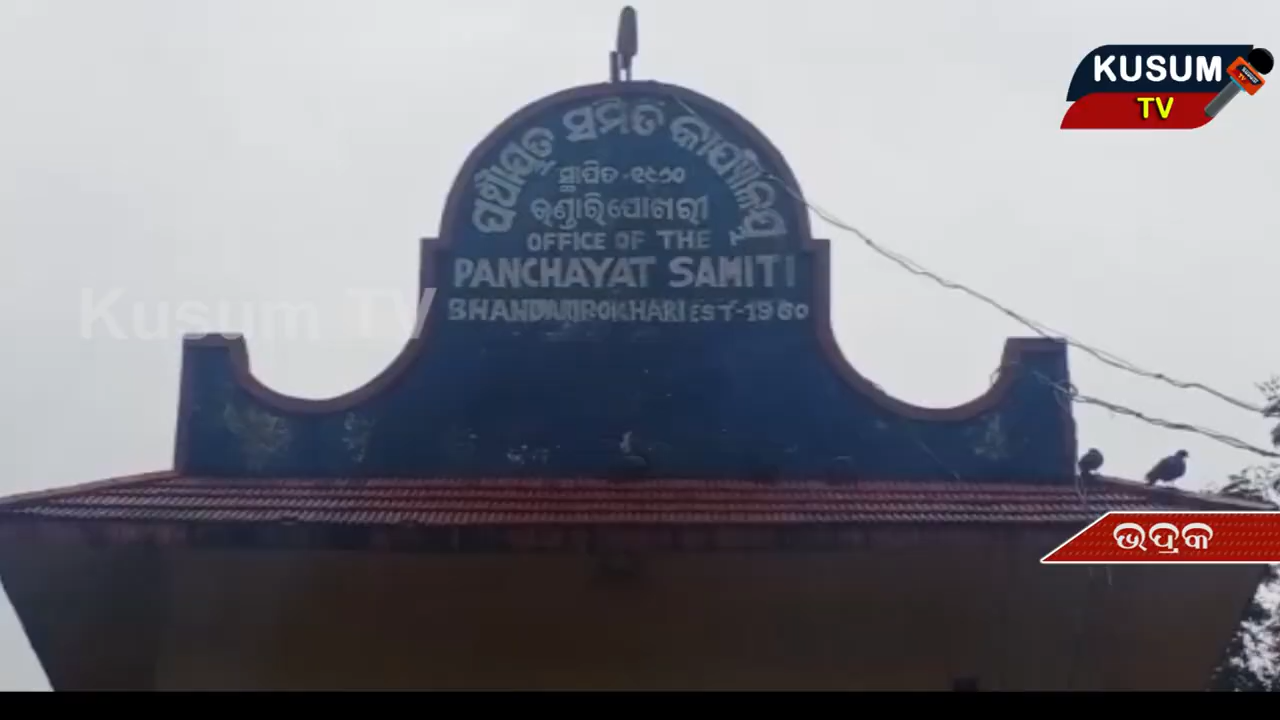 KUSUM
TV
ପଞ୍ଚାୟତ ସମିତି କାର୍ଯ୍ୟାଳୟ
ସ୍ଥାପିତ-୧୯୬୦
ଭଣ୍ଡାରିପୋଖରୀ
OFFICE OF THE
PANCHAYAT SAMITI
BHANDARIPOKHARI EST-1960
Kusum TV
ଭଦ୍ରକ